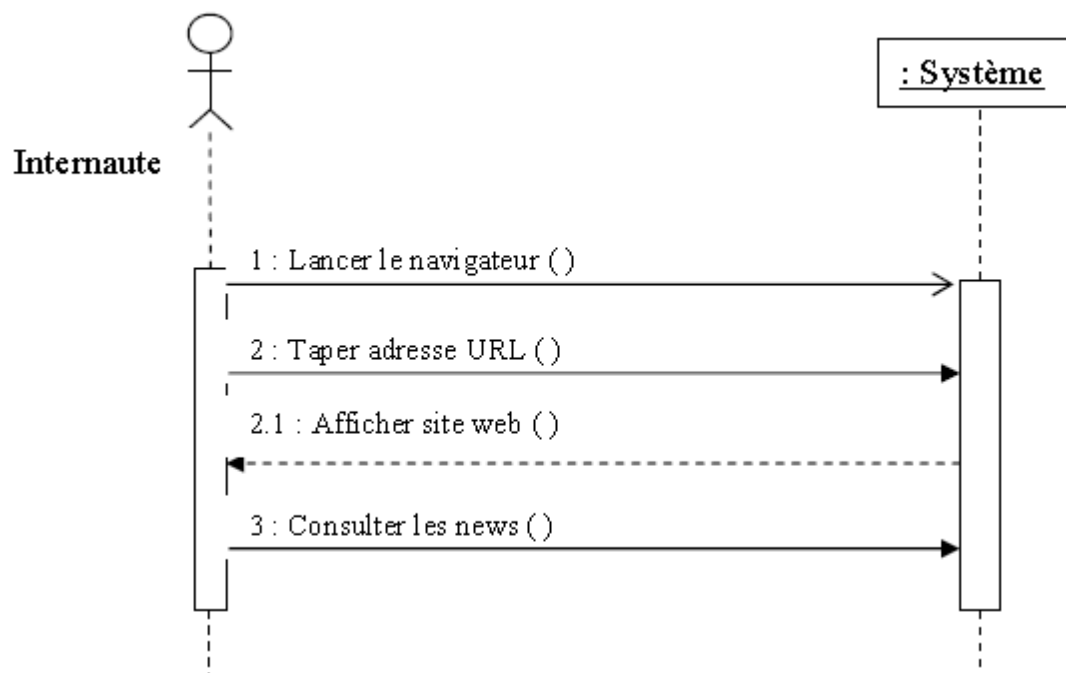 : Système
Internaute
1 : Lancer le navigateur ( )
2 : Taper adresse URL ( )
2.1 : Afficher site web ( )
3 : Consulter les news ( )